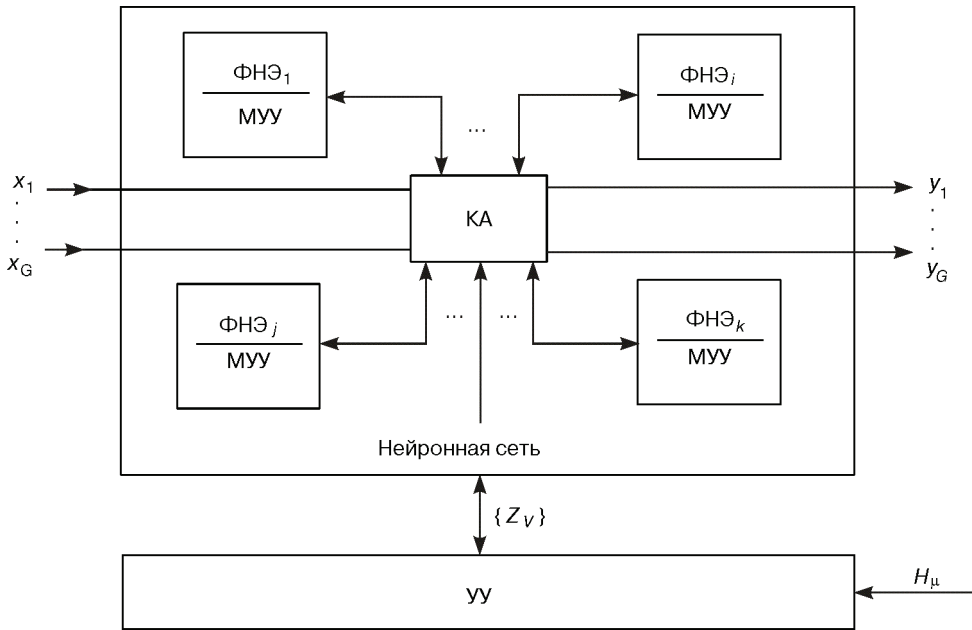 ФНЭ1
МУУ
ФНЭi
МУУ
...
x1
.
.
.
xG
КА
y1
.
.
.
yG
... ...
ФНЭj
МУУ
ФНЭk
МУУ
Нейронная сеть
{ZV}
УУ
Hμ